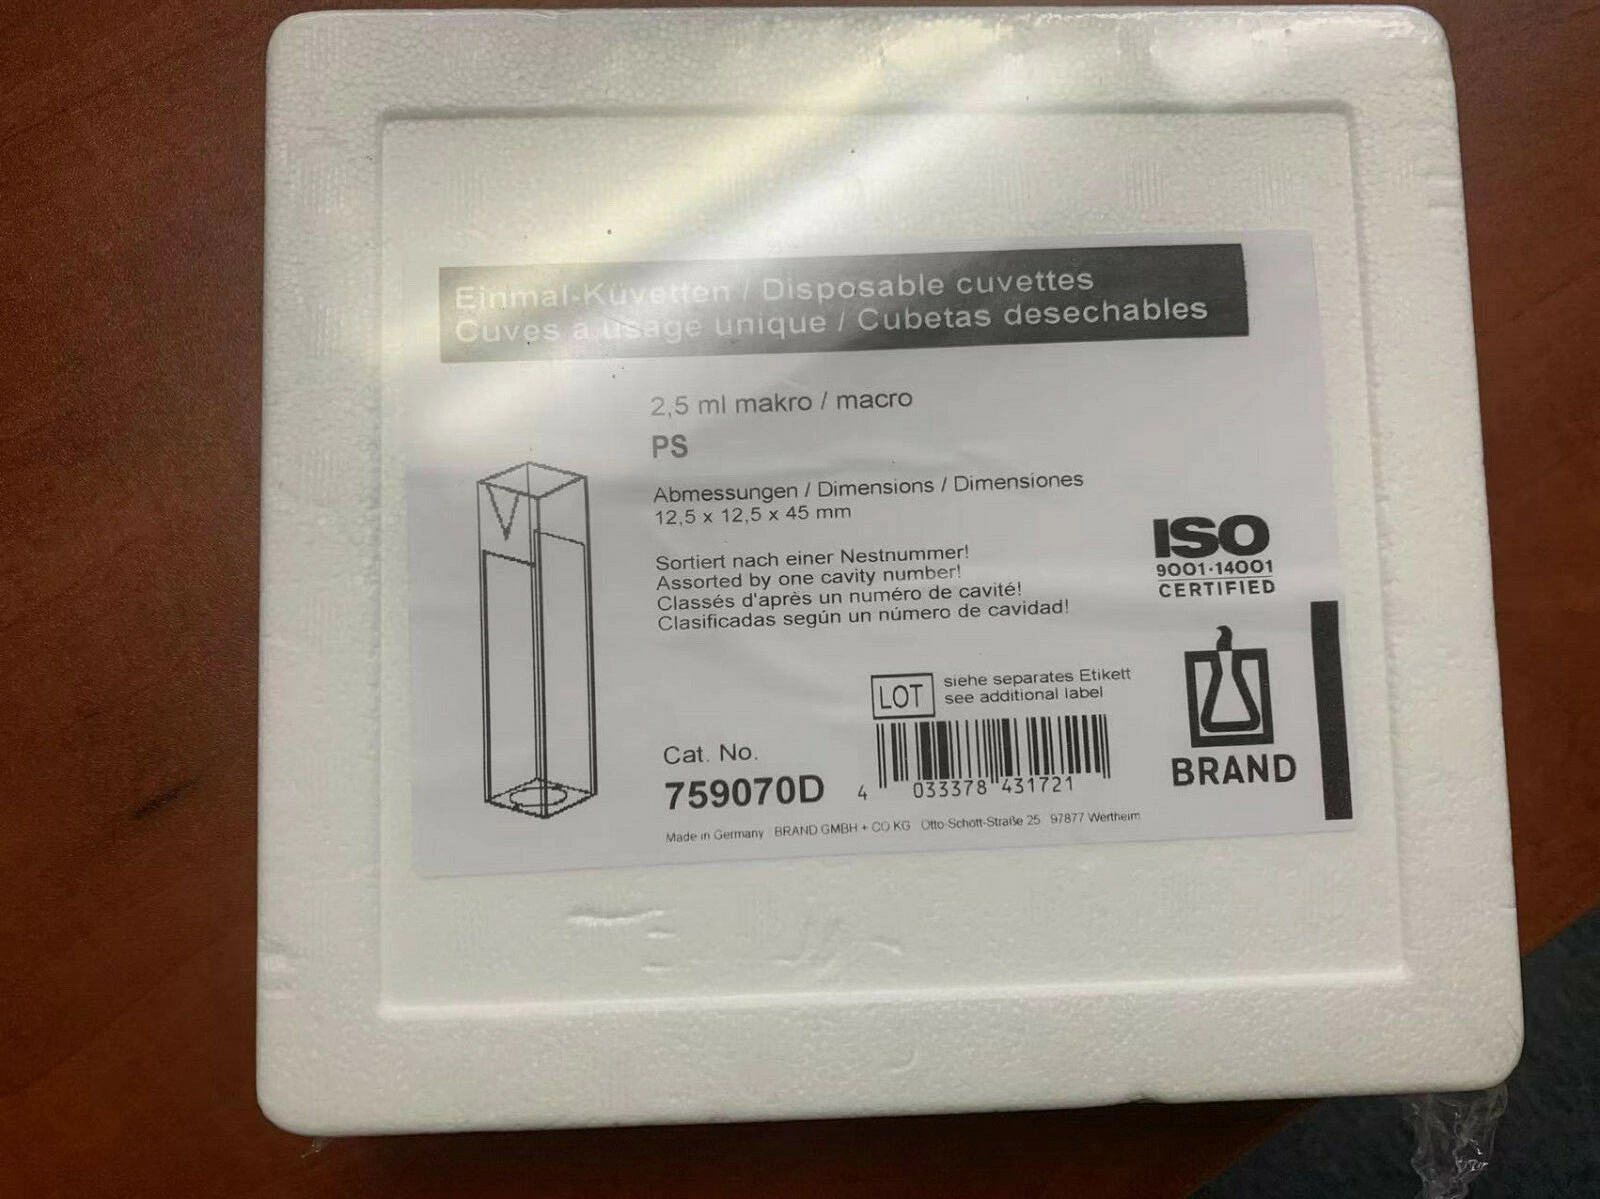 Einmal-Küvetten / Disposable cuvettes
Cuves à usage unique / Cubetas desechables
2,5 ml makro / macro
PS
Abmessungen / Dimensions / Dimensiones
12,5 x 12,5 x 45 mm
Sortiert nach einer Nestnummer!
Assorted by one cavity number!
Classés d'après un numéro de cavité!
Clasificadas según un número de cavidad!
ISO
9001·14001
CERTIFIED
LOT
siehe separates Etikett
see additional label
Cat. No.
759070D
4 033378 431721
BRAND
Made in Germany BRAND GMBH + CO KG Otto-Schott-Straße 25 97877 Wertheim